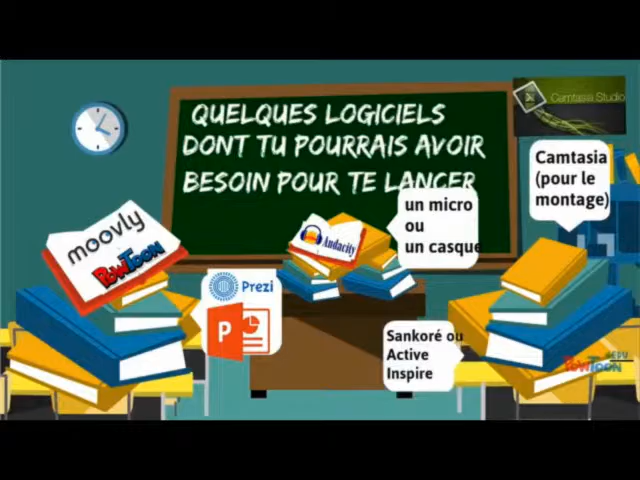 Camtasia Studio
QUELQUES LOGICIELS
DONT TU POURRAIS AVOIR
BESOIN POUR TE LANCER
Camtasia
(pour le
montage)
un micro
ou
un casque
moovly
POWTOON
Audacity
Prezi
P
Sankoré ou
Active
Inspire
POWTOON
EDU